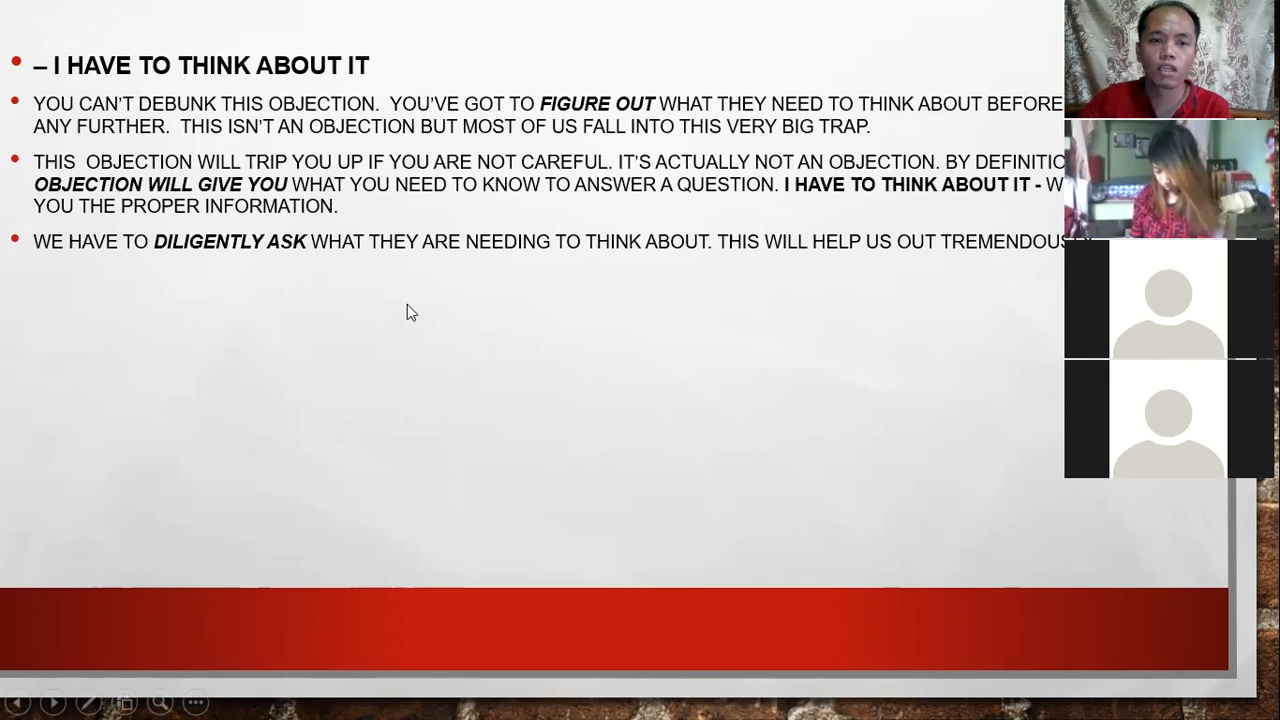 – I HAVE TO THINK ABOUT IT
YOU CAN'T DEBUNK THIS OBJECTION. YOU'VE GOT TO FIGURE OUT WHAT THEY NEED TO THINK ABOUT BEFORE
ANY FURTHER. THIS ISN'T AN OBJECTION BUT MOST OF US FALL INTO THIS VERY BIG TRAP.
THIS OBJECTION WILL TRIP YOU UP IF YOU ARE NOT CAREFUL. IT'S ACTUALLY NOT AN OBJECTION. BY
OBJECTION WILL GIVE YOU WHAT YOU NEED TO KNOW TO ANSWER A QUESTION. I HAVE TO THINK ABOUT IT -
YOU THE PROPER INFORMATION.
WE HAVE TO DILIGENTLY ASK WHAT THEY ARE NEEDING TO THINK ABOUT. THIS WILL HELP US OUT TREMENDOUSLY